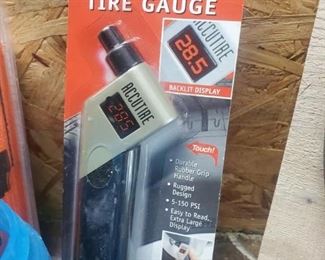 TIRE GAUGE
ACCUTIRE
28.5
28.5
ACCUTIRE
BACKLIT DISPLAY
Touch!
• Durable
Rubber Grip
Handle
• Rugged
Design
• 5-150 PSI
• Easy to Read,
Extra Large
Display